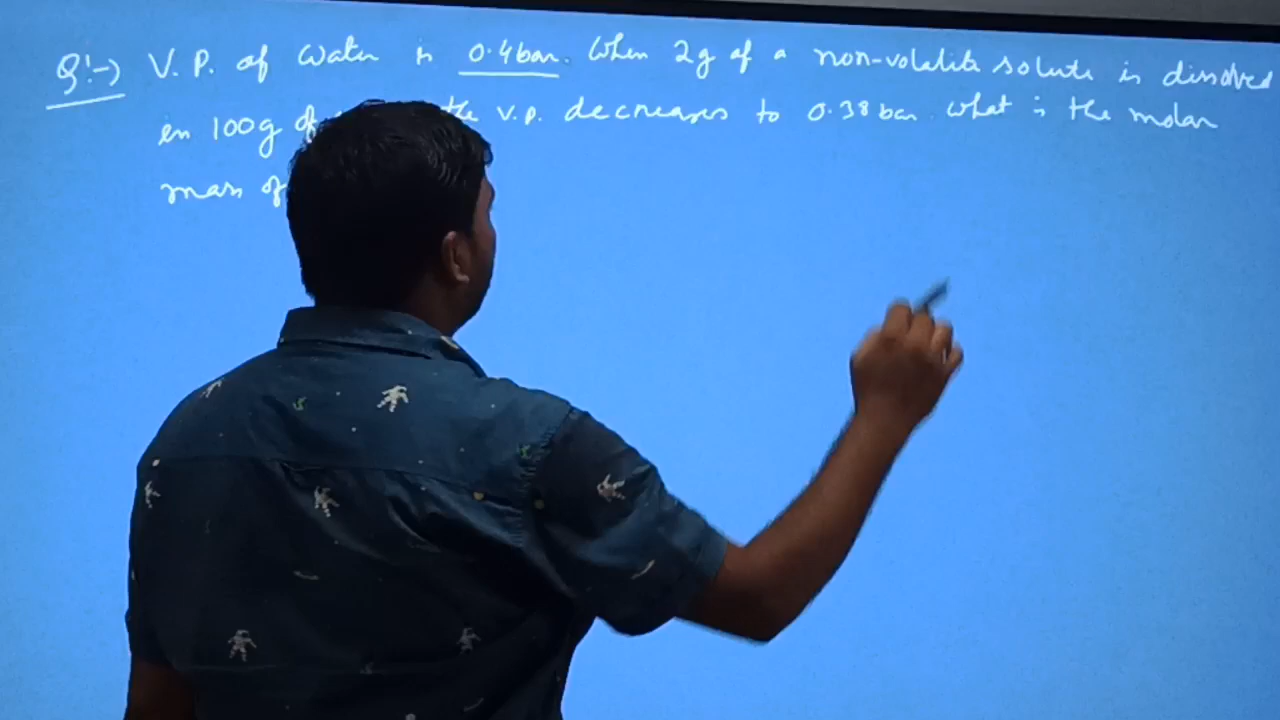 Q:-) V. P. of water is 0.4 bar. When 2g of a non-volatile solute is dissolved
in 100g of the v.p. decreases to 0.38 bar. what is the molar
mass of